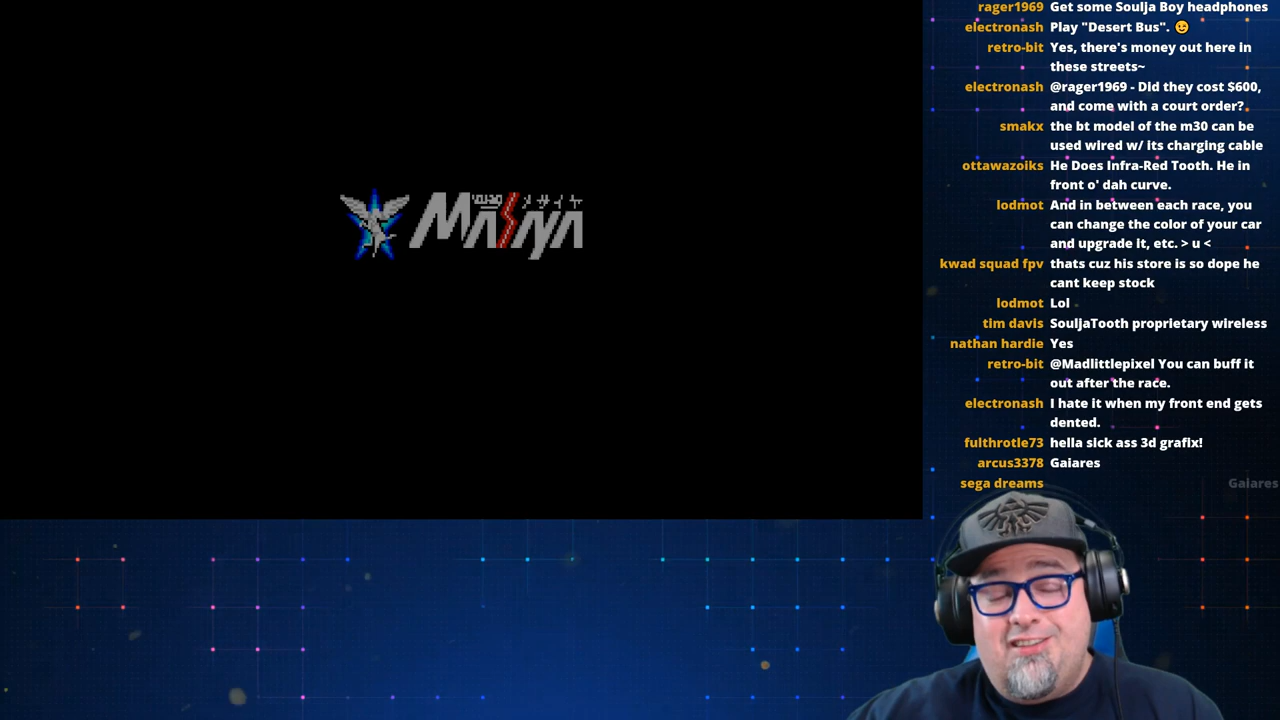 rager1969 Get some Soulja Boy headphones
electronash Play "Desert Bus". 😉
retro-bit Yes, there's money out here in
these streets~
electronash @rager1969 - Did they cost $600,
and come with a court order?
smakx the bt model of the m30 can be
used wired w/ its charging cable
ottawazoiks He Does Infra-Red Tooth. He in
front o' dah curve.
lodmot And in between each race, you
can change the color of your car
and upgrade it, etc. > u <
kwad squad fpv thats cuz his store is so dope he
cant keep stock
lodmot Lol
tim davis SouljaTooth proprietary wireless
nathan hardie Yes
retro-bit @Madlittlepixel You can buff it
out after the race.
electronash I hate it when my front end gets
dented.
fulthrotle73 hella sick ass 3d grafix!
arcus3378 Gaiares
sega dreams Gaiares
MASAYA
メサイヤ